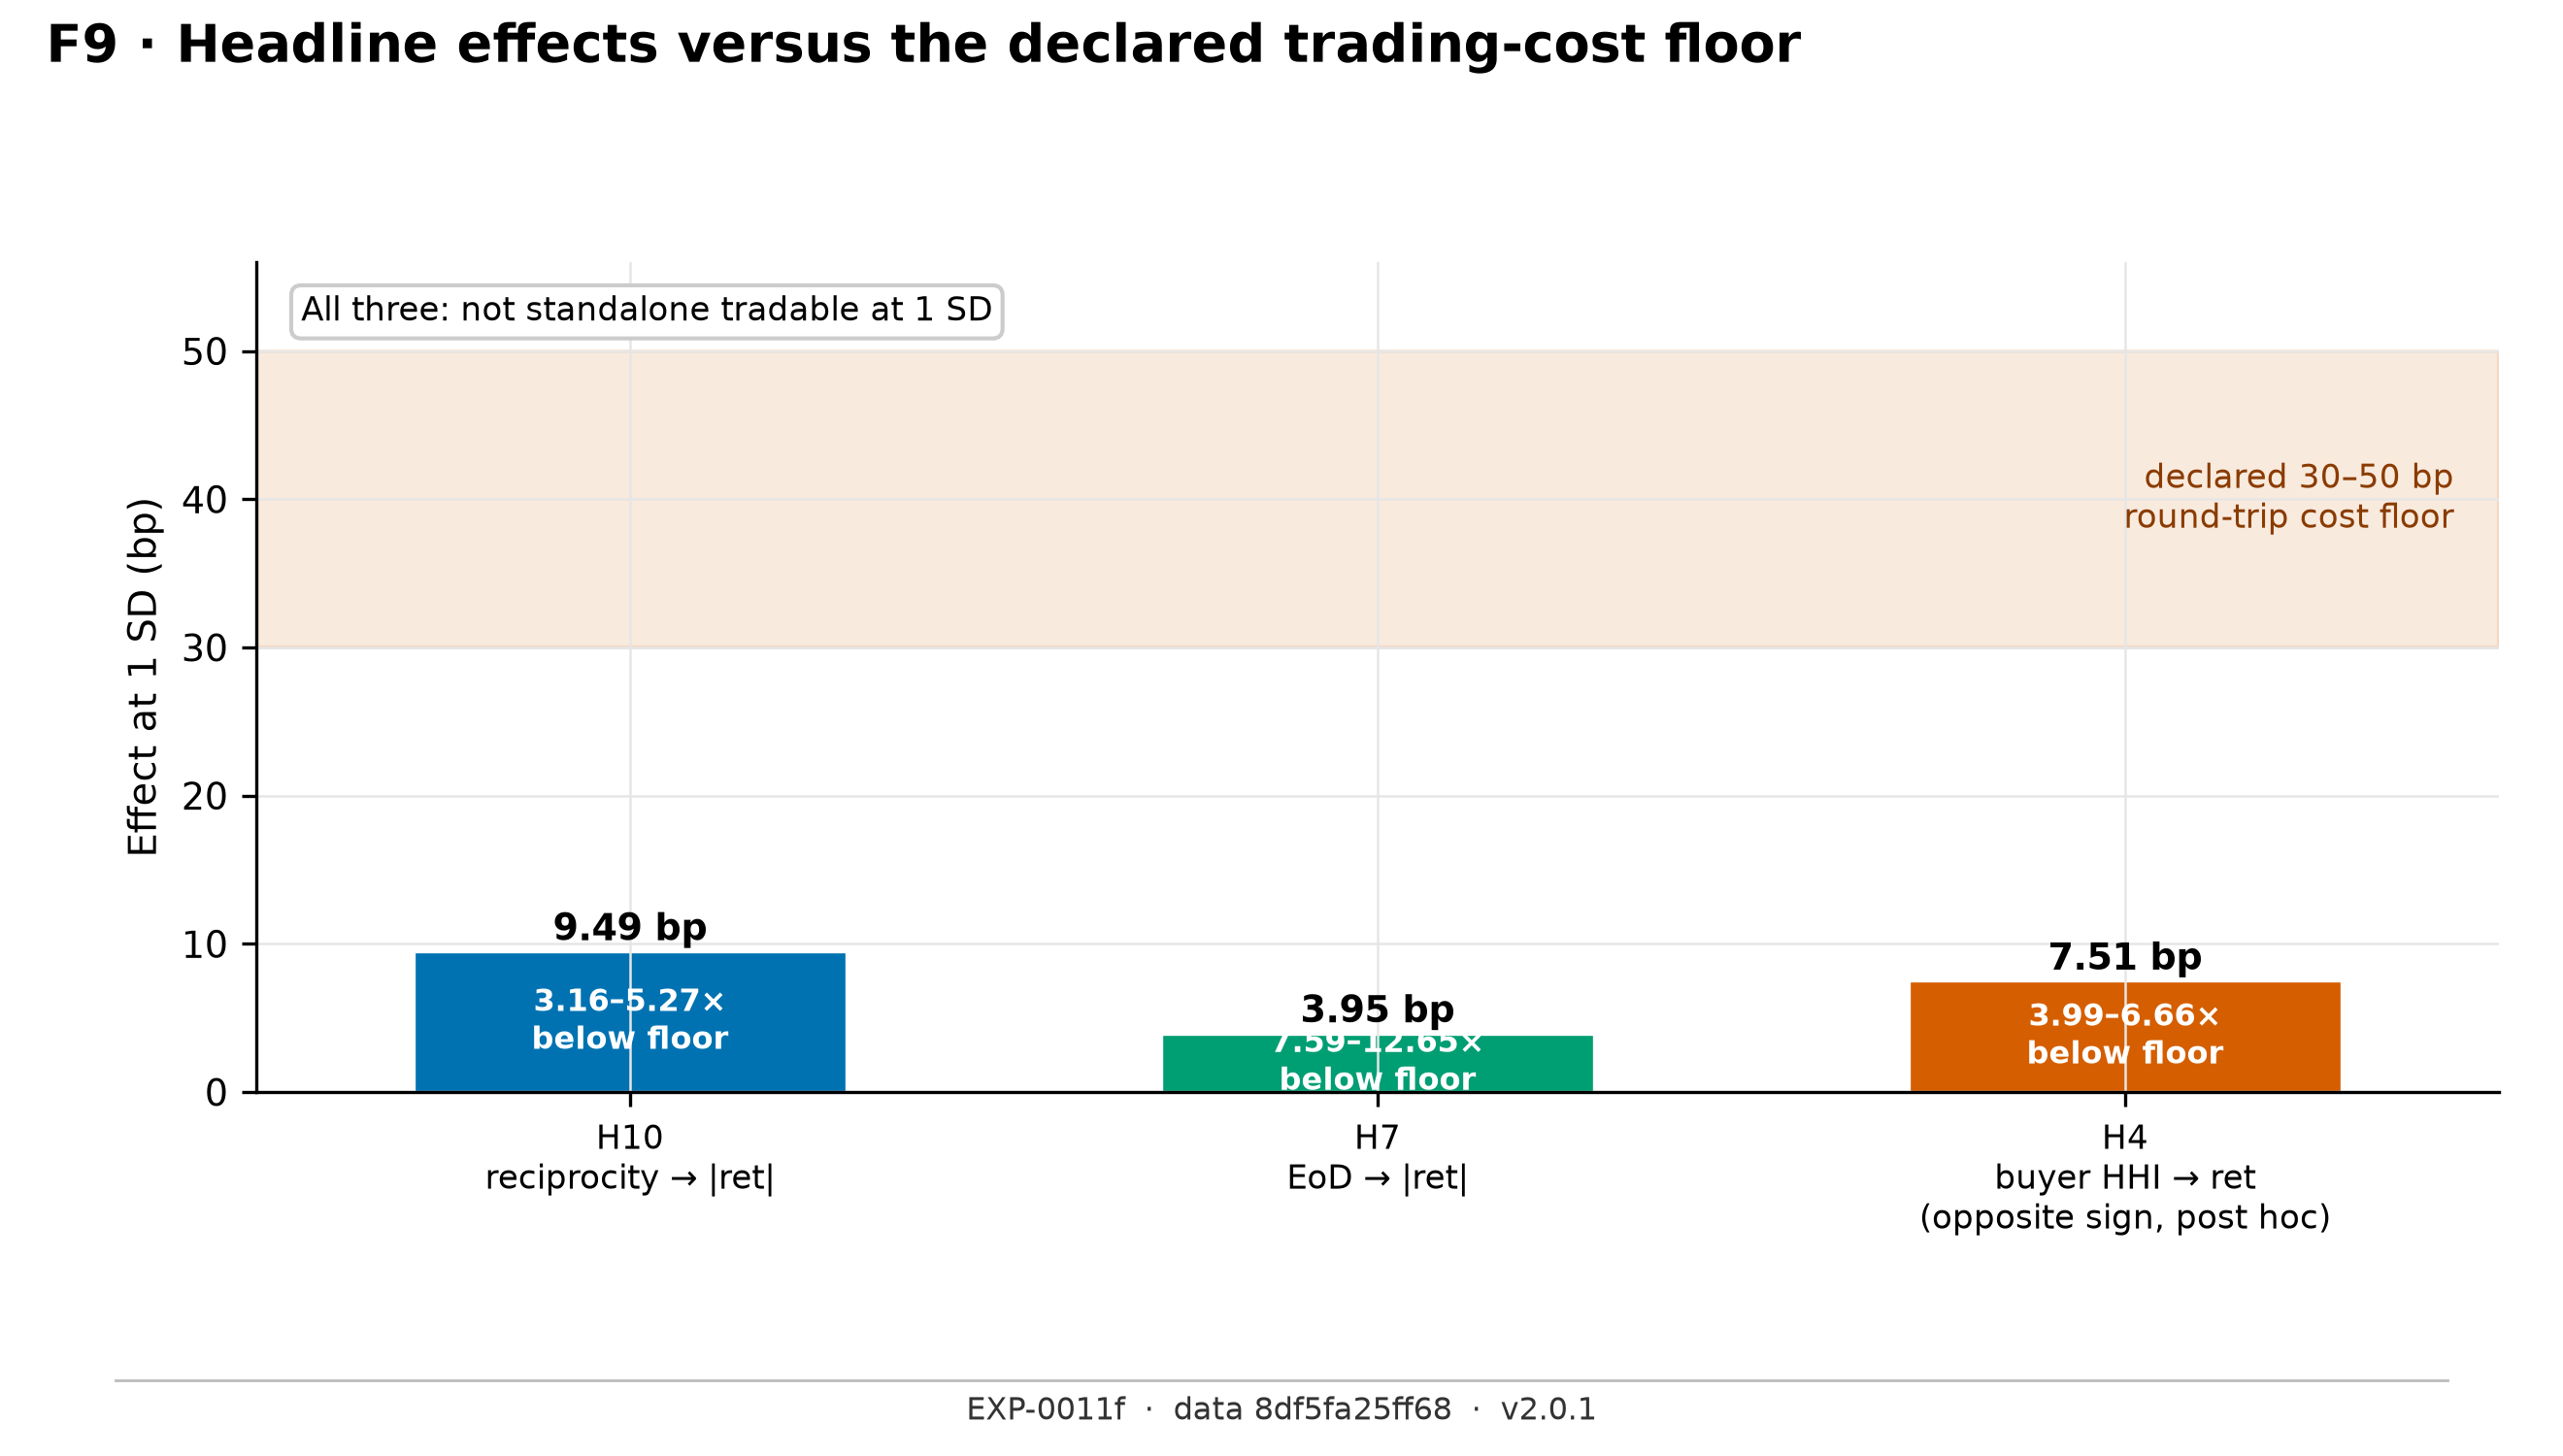 F9 · Headline effects versus the declared trading-cost floor
All three: not standalone tradable at 1 SD
50
40
30
20
10
0
Effect at 1 SD (bp)
declared 30–50 bp
round-trip cost floor
9.49 bp
3.16–5.27×
below floor
3.95 bp
7.59–12.65×
below floor
7.51 bp
3.99–6.66×
below floor
H10
reciprocity → |ret|
H7
EoD → |ret|
H4
buyer HHI → ret
(opposite sign, post hoc)
EXP-0011f · data 8df5fa25ff68 · v2.0.1